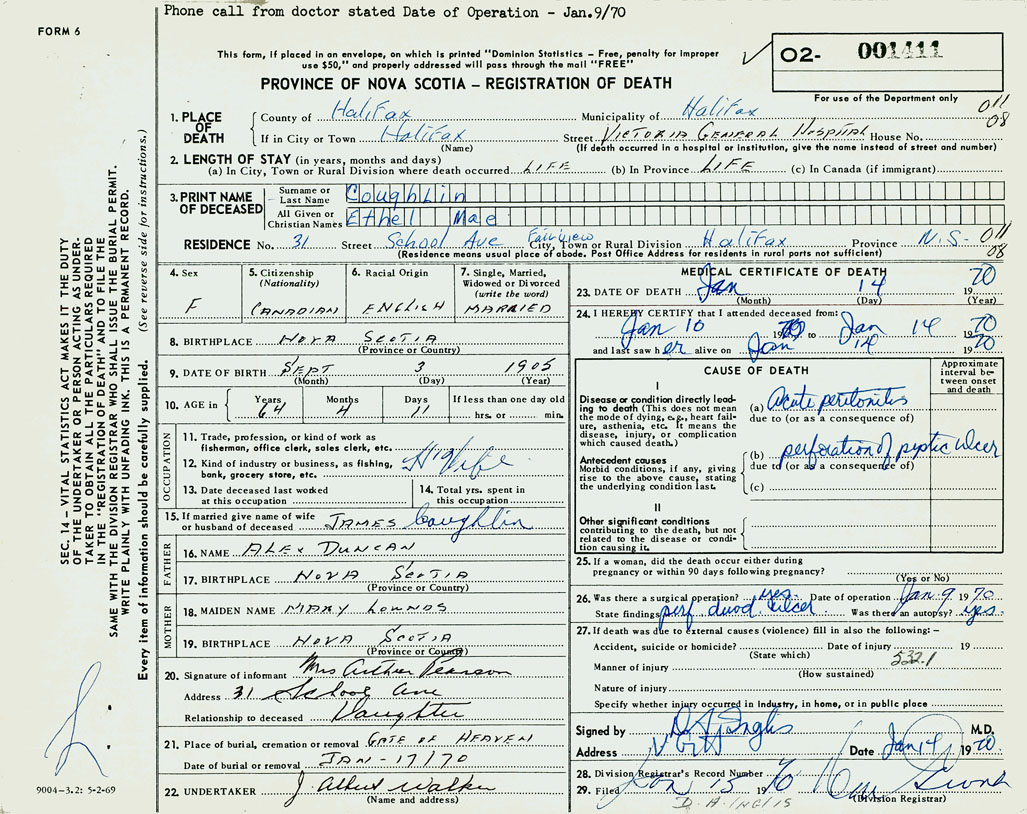 Phone call from doctor stated Date of Operation - Jan.9/70
FORM 6
This form, if placed in an envelope, on which is printed "Dominion Statistics - Free, penalty for improper
use $50," and properly addressed will pass through the mail "FREE"
02- 001411
For use of the Department only
PROVINCE OF NOVA SCOTIA – REGISTRATION OF DEATH
011
08
1. PLACE OF DEATH
County of Halifax Municipality of Halifax
If in City or Town Halifax Street Victoria General Hospital House No.
(Name) (If death occurred in a hospital or institution, give the name instead of street and number)
2. LENGTH OF STAY (in years, months and days)
(a) In City, Town or Rural Division where death occurred LIFE (b) In Province LIFE (c) In Canada (if immigrant)
3. PRINT NAME OF DECEASED
Surname or Last Name Coughlin
All Given or Christian Names Ethel Mae
RESIDENCE No. 31 Street School Ave Fairview City, Town or Rural Division Halifax Province N.S. 011
(Residence means usual place of abode. Post Office Address for residents in rural parts not sufficient) 08
4. Sex F
5. Citizenship (Nationality) CANADIAN
6. Racial Origin ENGLISH
7. Single, Married, Widowed or Divorced (write the word) MARRIED
8. BIRTHPLACE NOVA SCOTIA
(Province or Country)
9. DATE OF BIRTH SEPT 3 1905
(Month) (Day) (Year)
10. AGE in Years 64 Months 4 Days 11 If less than one day old hrs. or min.
OCCUPATION
11. Trade, profession, or kind of work as fisherman, office clerk, sales clerk, etc.
12. Kind of industry or business, as fishing, bank, grocery store, etc. H/Wife
13. Date deceased last worked at this occupation
14. Total yrs. spent in this occupation
15. If married give name of wife or husband of deceased JAMES Coughlin
FATHER
16. NAME ALEX DUNCAN
17. BIRTHPLACE NOVA SCOTIA
(Province or Country)
MOTHER
18. MAIDEN NAME MARY LOWNDS
19. BIRTHPLACE NOVA SCOTIA
(Province or Country)
20. Signature of informant Mrs Arthur Pearson
Address 31 School Ave
Relationship to deceased Daughter
21. Place of burial, cremation or removal GATE OF HEAVEN
Date of burial or removal JAN-17/70
22. UNDERTAKER J. Albert Walker
(Name and address)
MEDICAL CERTIFICATE OF DEATH
23. DATE OF DEATH Jan 14 1970
(Month) (Day) (Year)
24. I HEREBY CERTIFY that I attended deceased from:
Jan 10 1970 to Jan 14 1970
and last saw her alive on Jan 14 1970
CAUSE OF DEATH
Approximate interval between onset and death
I
Disease or condition directly leading to death (This does not
mean the mode of dying, e.g., heart failure, asthenia, etc. It means the
disease, injury, or complication
which caused death.)
(a) Acute peritonitis
due to (or as a consequence of)
Antecedent causes
Morbid conditions, if any, giving
rise to the above cause, stating
the underlying condition last.
(b) perforation of peptic ulcer
due to (or as a consequence of)
(c)
II
Other significant conditions
contributing to the death, but not
related to the disease or condition
causing it.
25. If a woman, did the death occur either during
pregnancy or within 90 days following pregnancy?
(Yes or No)
26. Was there a surgical operation? yes Date of operation Jan 9 1970
State findings perf duod ulcer Was there an autopsy? yes
27. If death was due to external causes (violence) fill in also the following: –
Accident, suicide or homicide? Date of injury 19
(State which) 532.1
Manner of injury
(How sustained)
Nature of injury
Specify whether injury occurred in Industry, in home, or in public place
Signed by D A Inglis M.D.
Address V G H Date Jan 14 1970
28. Division Registrar's Record Number
29. Filed Jan 15 1970
D. A. INGLIS (Division Registrar)
SEC. 14 – VITAL STATISTICS ACT MAKES IT THE DUTY
OF THE UNDERTAKER OR PERSON ACTING AS UNDERTAKER
TO OBTAIN ALL THE PARTICULARS REQUIRED
IN THE "REGISTRATION OF DEATH" AND TO FILE THE
SAME WITH THE DIVISION REGISTRAR WHO SHALL ISSUE THE BURIAL PERMIT.
WRITE PLAINLY WITH UNFADING INK. THIS IS A PERMANENT RECORD.
Every item of information should be carefully supplied. (See reverse side for instructions.)
9004-3.2: 5-2-69